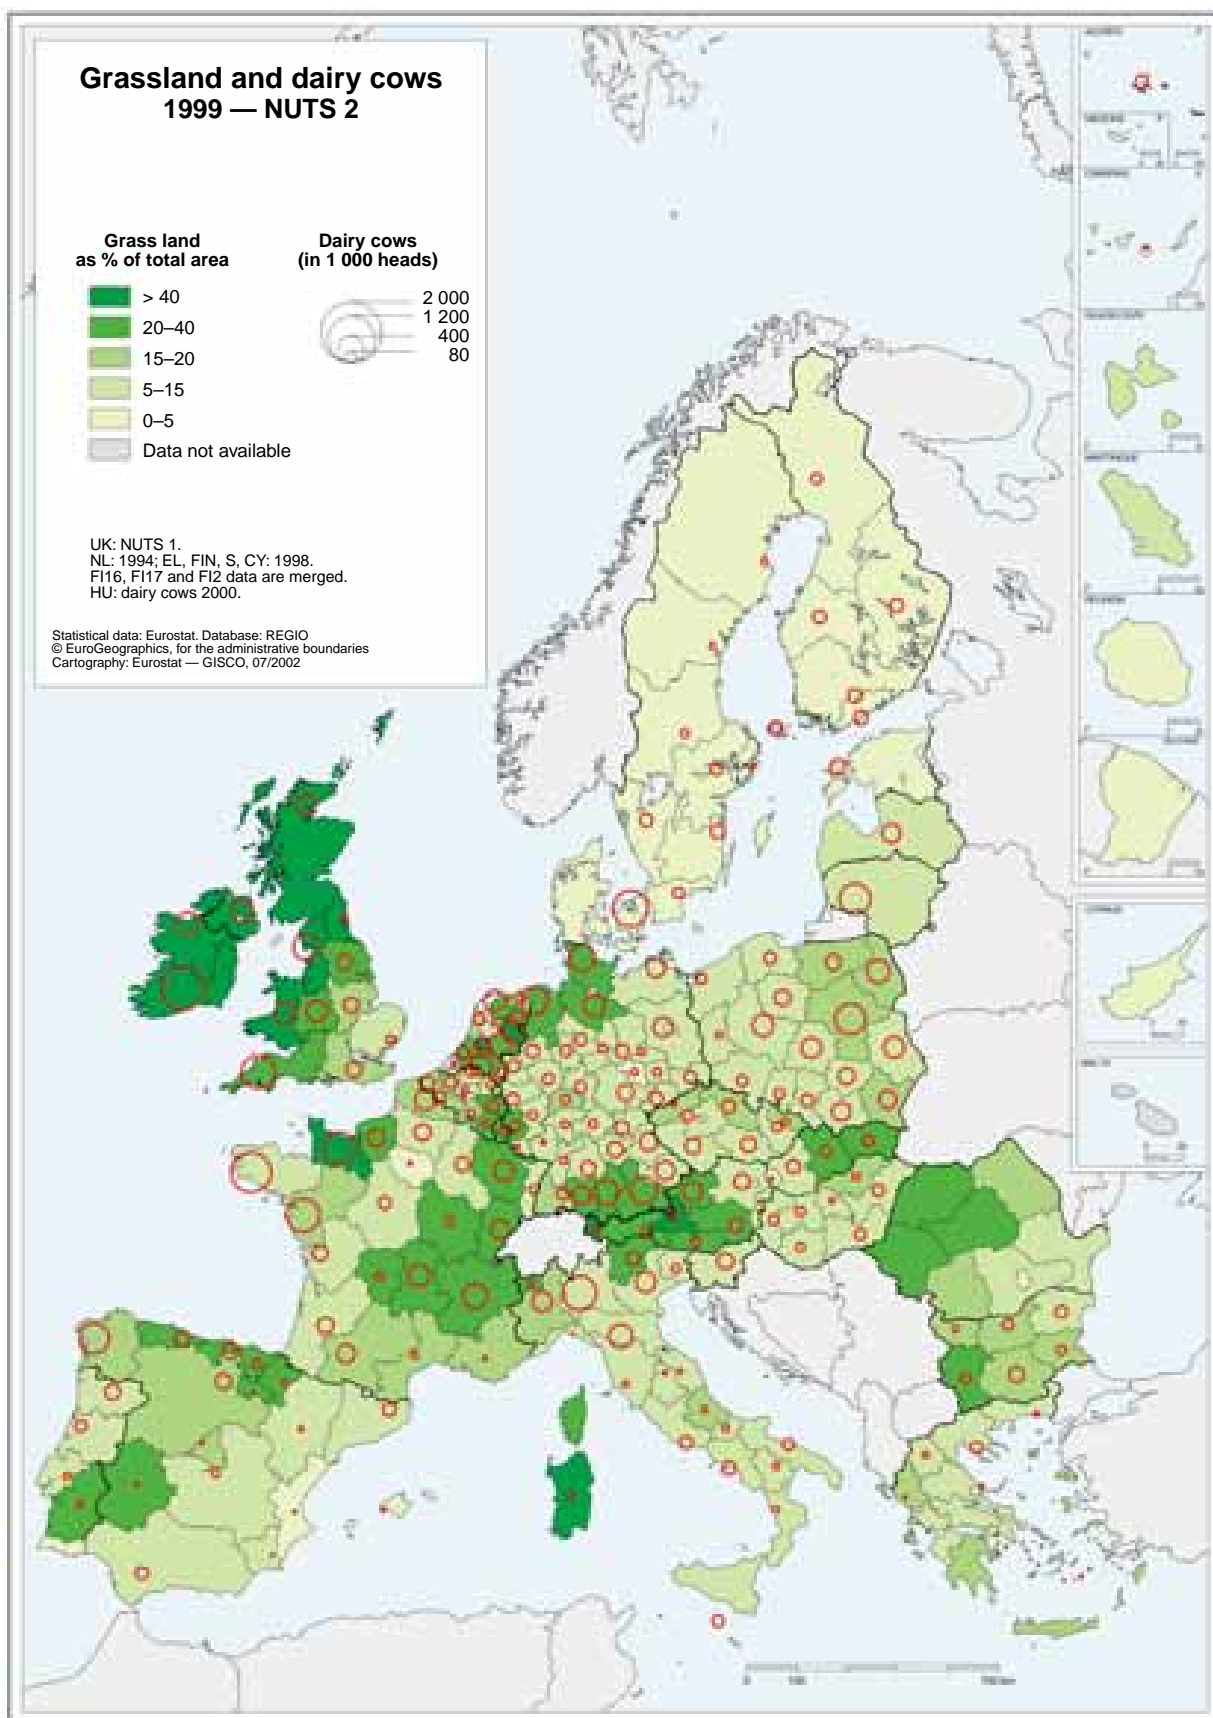 Grassland and dairy cows
1999 — NUTS 2
Grass land
as % of total area
> 40
20–40
15–20
5–15
0–5
Data not available
Dairy cows
(in 1 000 heads)
2 000
1 200
400
80
UK: NUTS 1.
NL: 1994; EL, FIN, S, CY: 1998.
FI16, FI17 and FI2 data are merged.
HU: dairy cows 2000.
Statistical data: Eurostat. Database: REGIO
© EuroGeographics, for the administrative boundaries
Cartography: Eurostat — GISCO, 07/2002